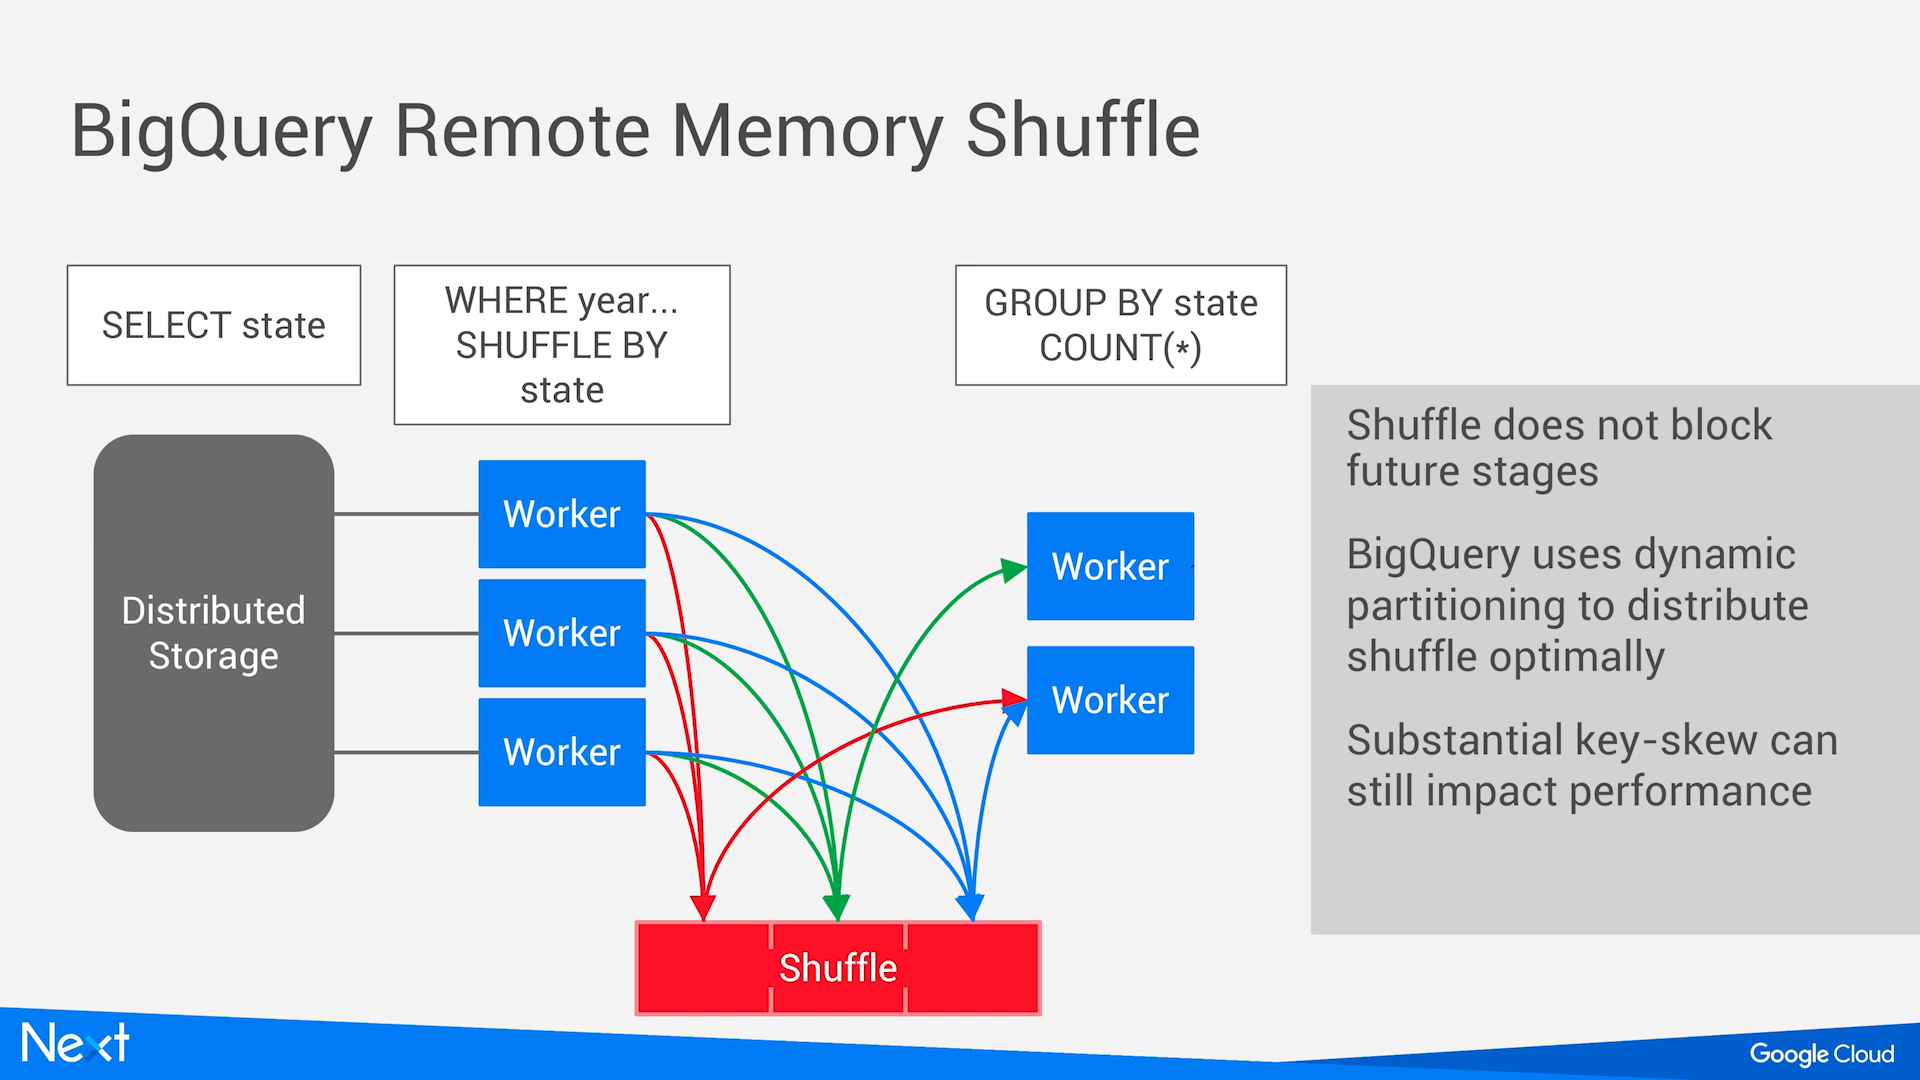 BigQuery Remote Memory Shuffle
SELECT state
WHERE year...
SHUFFLE BY
state
GROUP BY state
COUNT(*)
Shuffle does not block
future stages
BigQuery uses dynamic
partitioning to distribute
shuffle optimally
Substantial key-skew can
still impact performance
Distributed
Storage
Worker
Worker
Worker
Worker
Worker
Shuffle
Next
Google Cloud